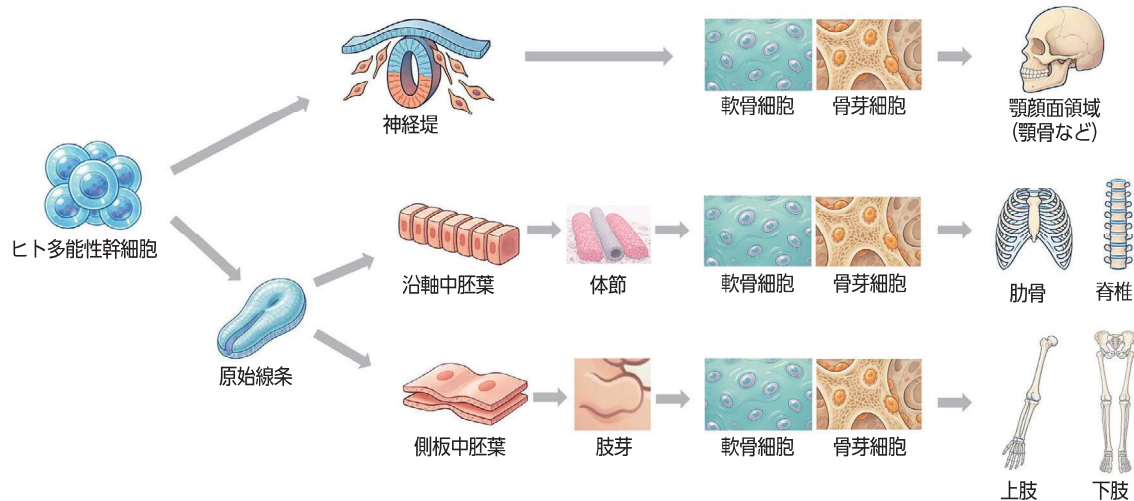 神経堤
軟骨細胞
骨芽細胞
顎顔面領域
(顎骨など)
ヒト多能性幹細胞
沿軸中胚葉
体節
軟骨細胞
骨芽細胞
肋骨
脊椎
原始線条
側板中胚葉
肢芽
軟骨細胞
骨芽細胞
上肢
下肢